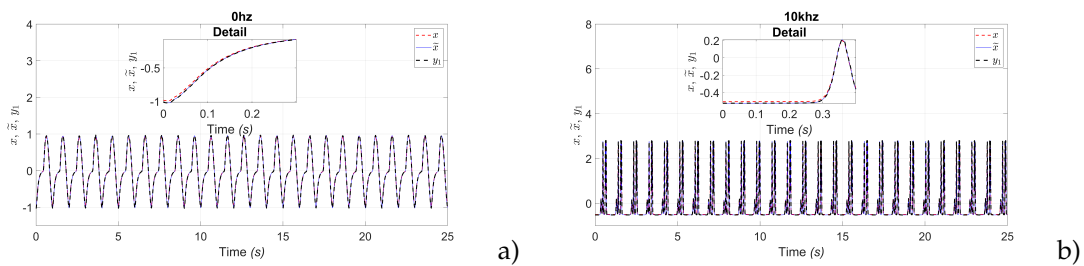 0hz
Detail
x, x̃, y₁
-0.5
-1
0 0.1 0.2
Time (s)
x
x̃
y₁
x, x̃, y₁
4
3
2
1
0
-1
0 5 10 15 20 25
Time (s)
a)
10khz
Detail
x, x̃, y₁
0.2
0
-0.2
-0.4
0 0.1 0.2 0.3
Time (s)
x
x̃
y₁
x, x̃, y₁
8
6
4
2
0
0 5 10 15 20 25
Time (s)
b)